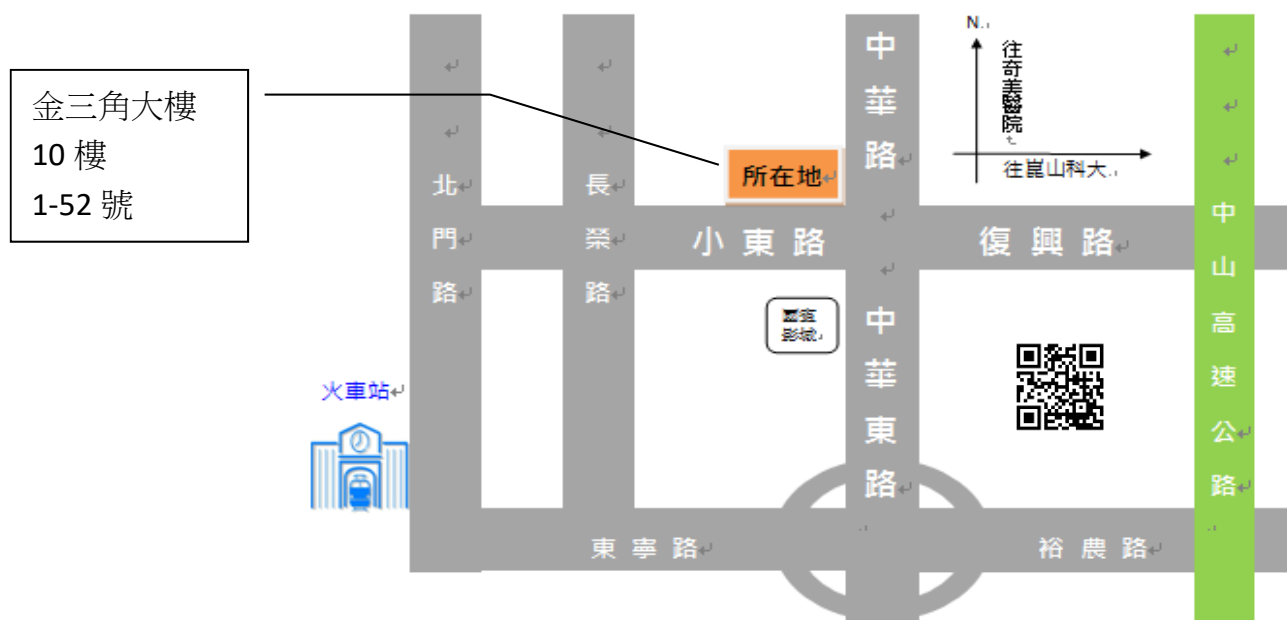 金三角大樓
10 樓
1-52 號
北門路
長榮路
中華路
N
往奇美醫院
往崑山科大
所在地
小東路
復興路
中山高速公路
影城
中華東路
火車站
東寧路
裕農路